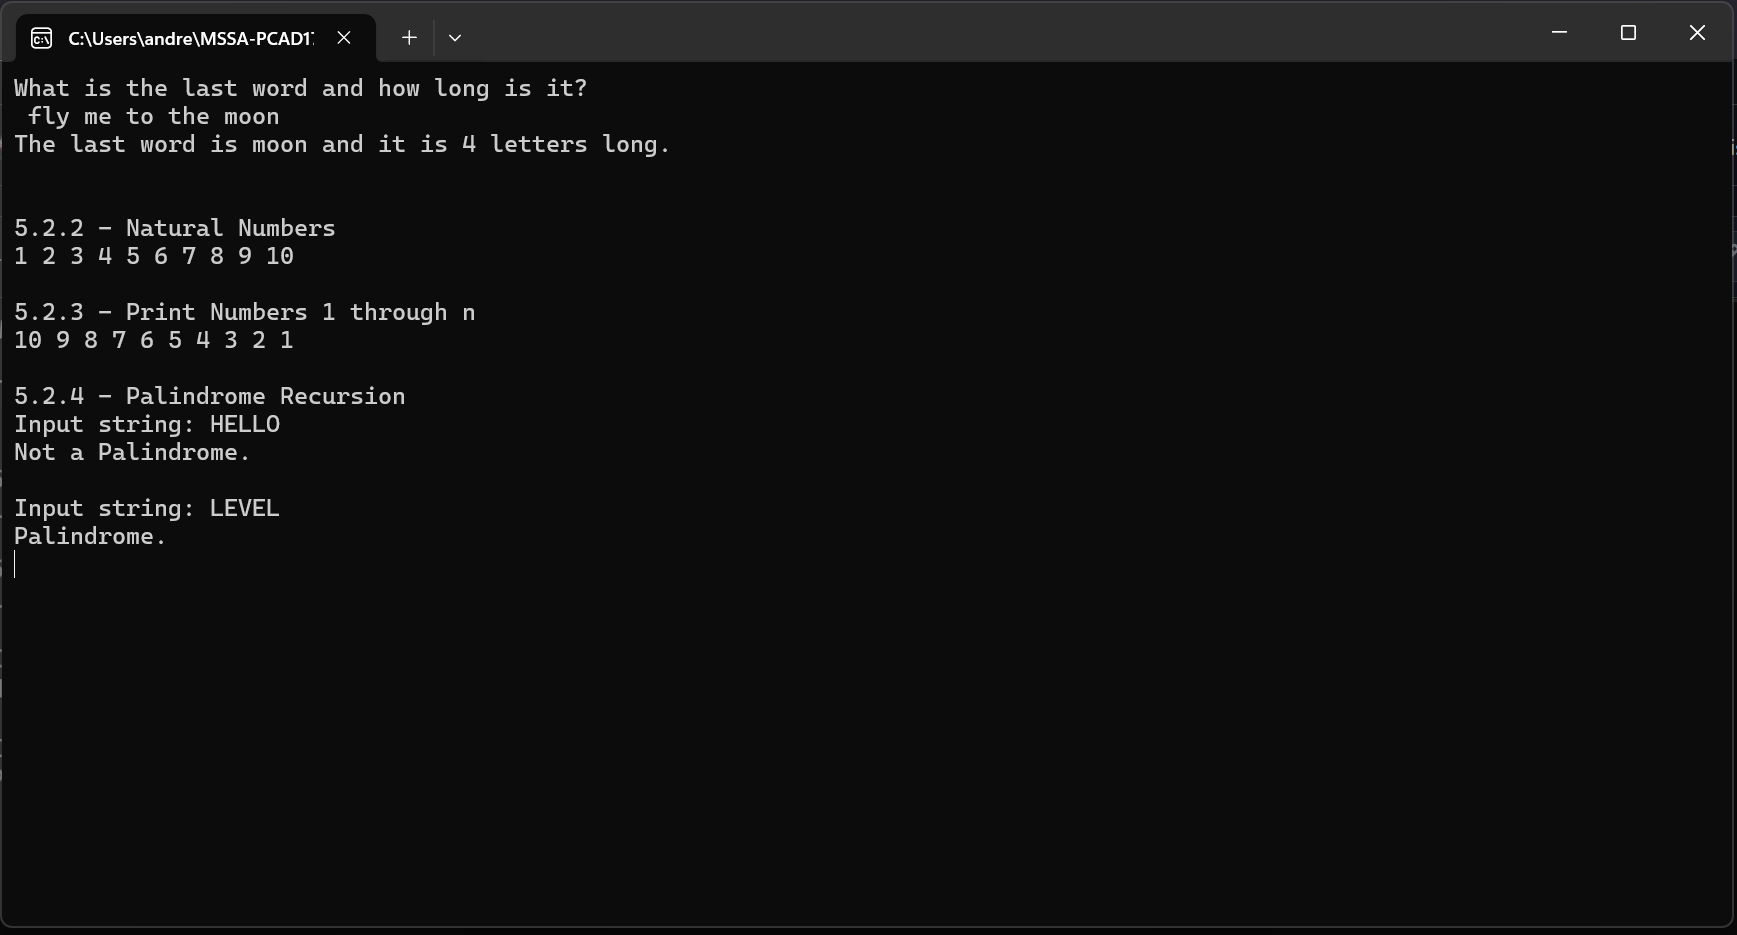 C:\Users\andre\MSSA-PCAD17
What is the last word and how long is it?
 fly me to the moon
The last word is moon and it is 4 letters long.
5.2.2 - Natural Numbers
1 2 3 4 5 6 7 8 9 10
5.2.3 - Print Numbers 1 through n
10 9 8 7 6 5 4 3 2 1
5.2.4 - Palindrome Recursion
Input string: HELLO
Not a Palindrome.
Input string: LEVEL
Palindrome.